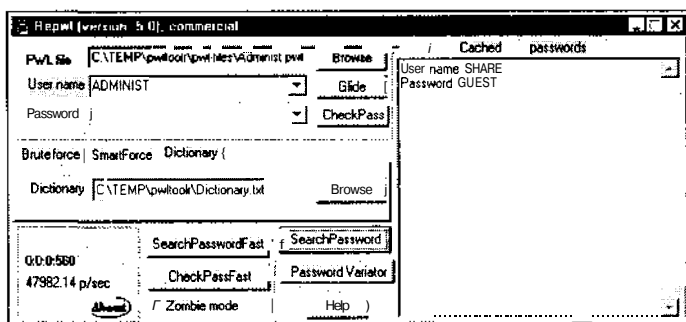 Repwl (version 5.0), commercial
PWL file C:\TEMP\pwltoolr\pwl-files\Administ pwl Browse
User name ADMINIST Glide
Password CheckPass
Bruteforce SmartForce Dictionary
Dictionary C:\TEMP\pwltoolr\Dictionary.txt Browse
0:0:0:560
47982.14 p/sec
About
SearchPasswordFast SearchPassword
CheckPassFast Password Variator
Zombie mode Help
Cached passwords
User name SHARE
Password GUEST